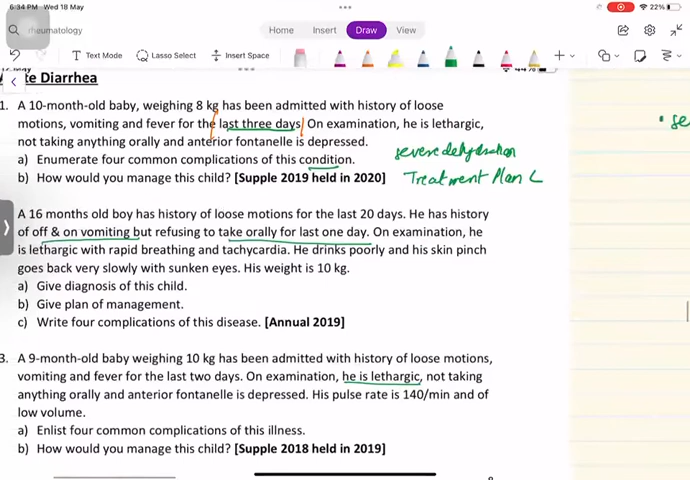 6:34 PM Wed 18 May
22%
rheumatology
Home Insert Draw View
Text Mode Lasso Select Insert Space
te Diarrhea
1. A 10-month-old baby, weighing 8 kg has been admitted with history of loose
motions, vomiting and fever for the last three days. On examination, he is lethargic,
not taking anything orally and anterior fontanelle is depressed.
a) Enumerate four common complications of this condition.
b) How would you manage this child? [Supple 2019 held in 2020]
severe dehydration
Treatment Plan C
se
A 16 months old boy has history of loose motions for the last 20 days. He has history
of off & on vomiting but refusing to take orally for last one day. On examination, he
is lethargic with rapid breathing and tachycardia. He drinks poorly and his skin pinch
goes back very slowly with sunken eyes. His weight is 10 kg.
a) Give diagnosis of this child.
b) Give plan of management.
c) Write four complications of this disease. [Annual 2019]
3. A 9-month-old baby weighing 10 kg has been admitted with history of loose motions,
vomiting and fever for the last two days. On examination, he is lethargic, not taking
anything orally and anterior fontanelle is depressed. His pulse rate is 140/min and of
low volume.
a) Enlist four common complications of this illness.
b) How would you manage this child? [Supple 2018 held in 2019]